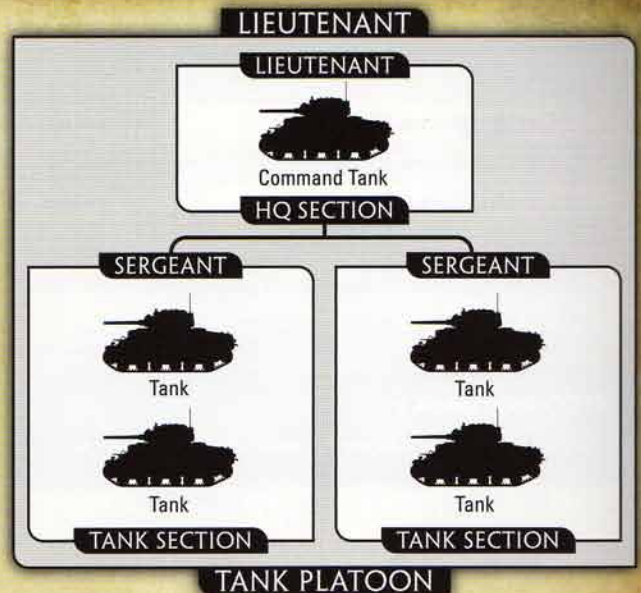 LIEUTENANT
LIEUTENANT
Command Tank
HQ SECTION
SERGEANT
Tank
Tank
TANK SECTION
SERGEANT
Tank
Tank
TANK SECTION
TANK PLATOON